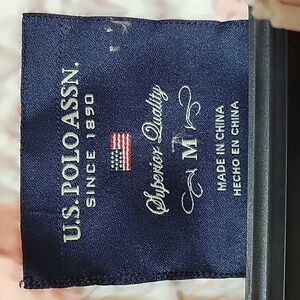 U.S. POLO ASSN.
SINCE 1890
Superior Quality
M
MADE IN CHINA
HECHO EN CHINA